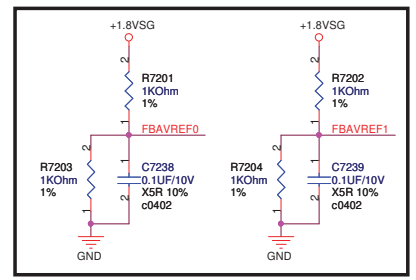 +1.8VSG
+1.8VSG
2
2
R7201
1KOhm
1%
R7202
1KOhm
1%
1
1
FBAVREF0
FBAVREF1
2
1
R7203
1KOhm
1%
C7238
0.1UF/10V
X5R 10%
c0402
2
1
R7204
1KOhm
1%
C7239
0.1UF/10V
X5R 10%
c0402
1
2
1
2
GND
GND